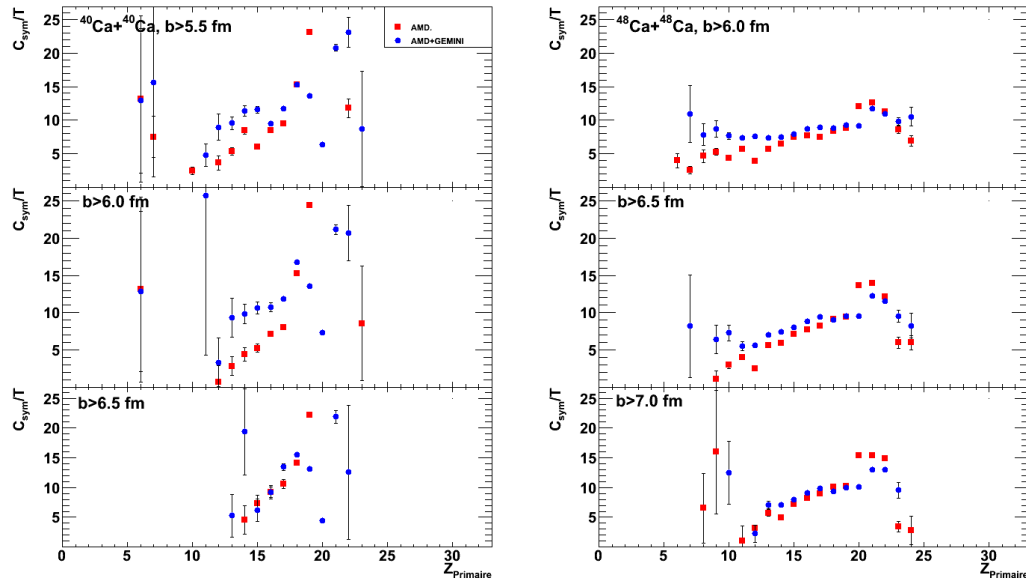 ⁴⁰Ca+⁴⁰Ca, b>5.5 fm
AMD.
AMD+GEMINI
C_sym/T
25
20
15
10
5
b>6.0 fm
C_sym/T
25
20
15
10
5
b>6.5 fm
C_sym/T
25
20
15
10
5
0 5 10 15 20 25 30
Z_Primaire
⁴⁸Ca+⁴⁸Ca, b>6.0 fm
C_sym/T
25
20
15
10
5
b>6.5 fm
C_sym/T
25
20
15
10
5
b>7.0 fm
C_sym/T
25
20
15
10
5
0 5 10 15 20 25 30
Z_Primaire